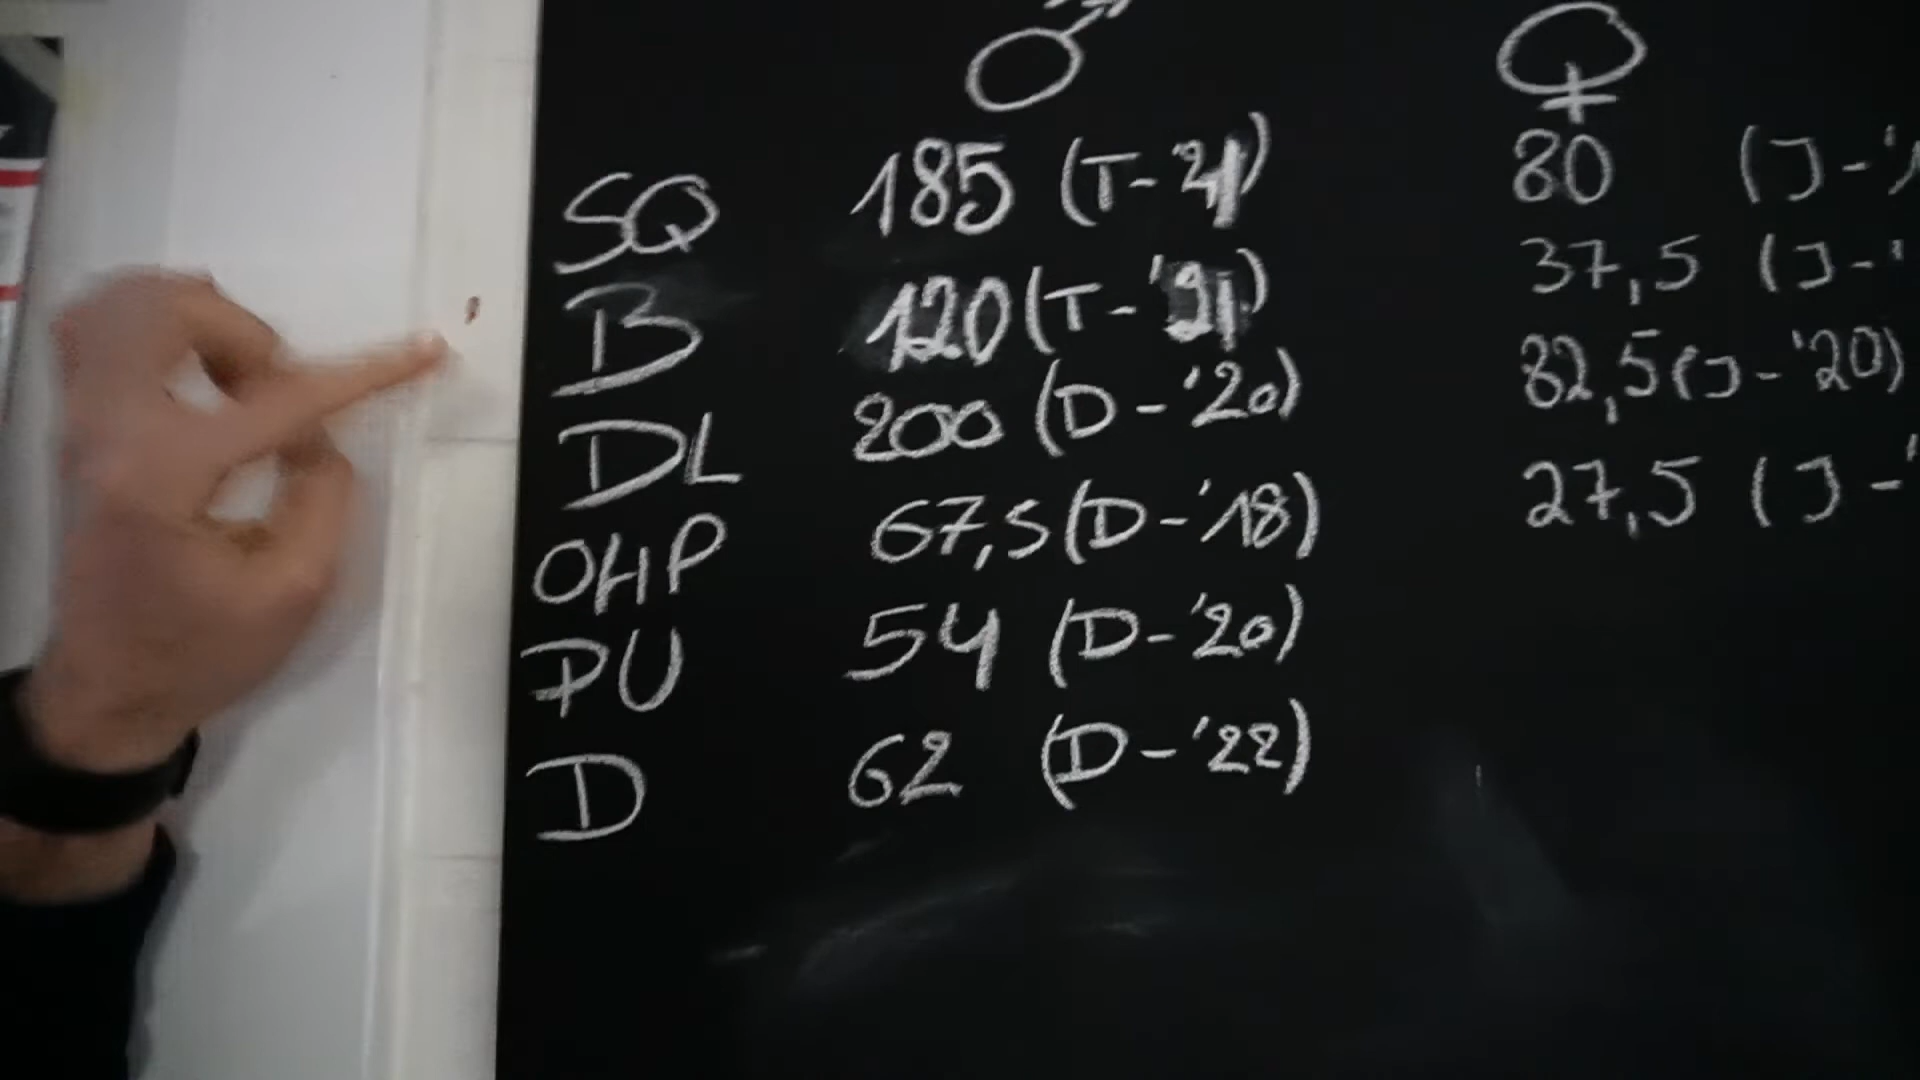 ♂ ♀
SQ 185 (T-'21) 80 (J-'
B 120 (T-'21) 37,5 (J-'
DL 200 (D-'20) 82,5 (J-'20)
OHP 67,5 (D-'18) 27,5 (J-'
PU 54 (D-'20)
D 62 (D-'22)